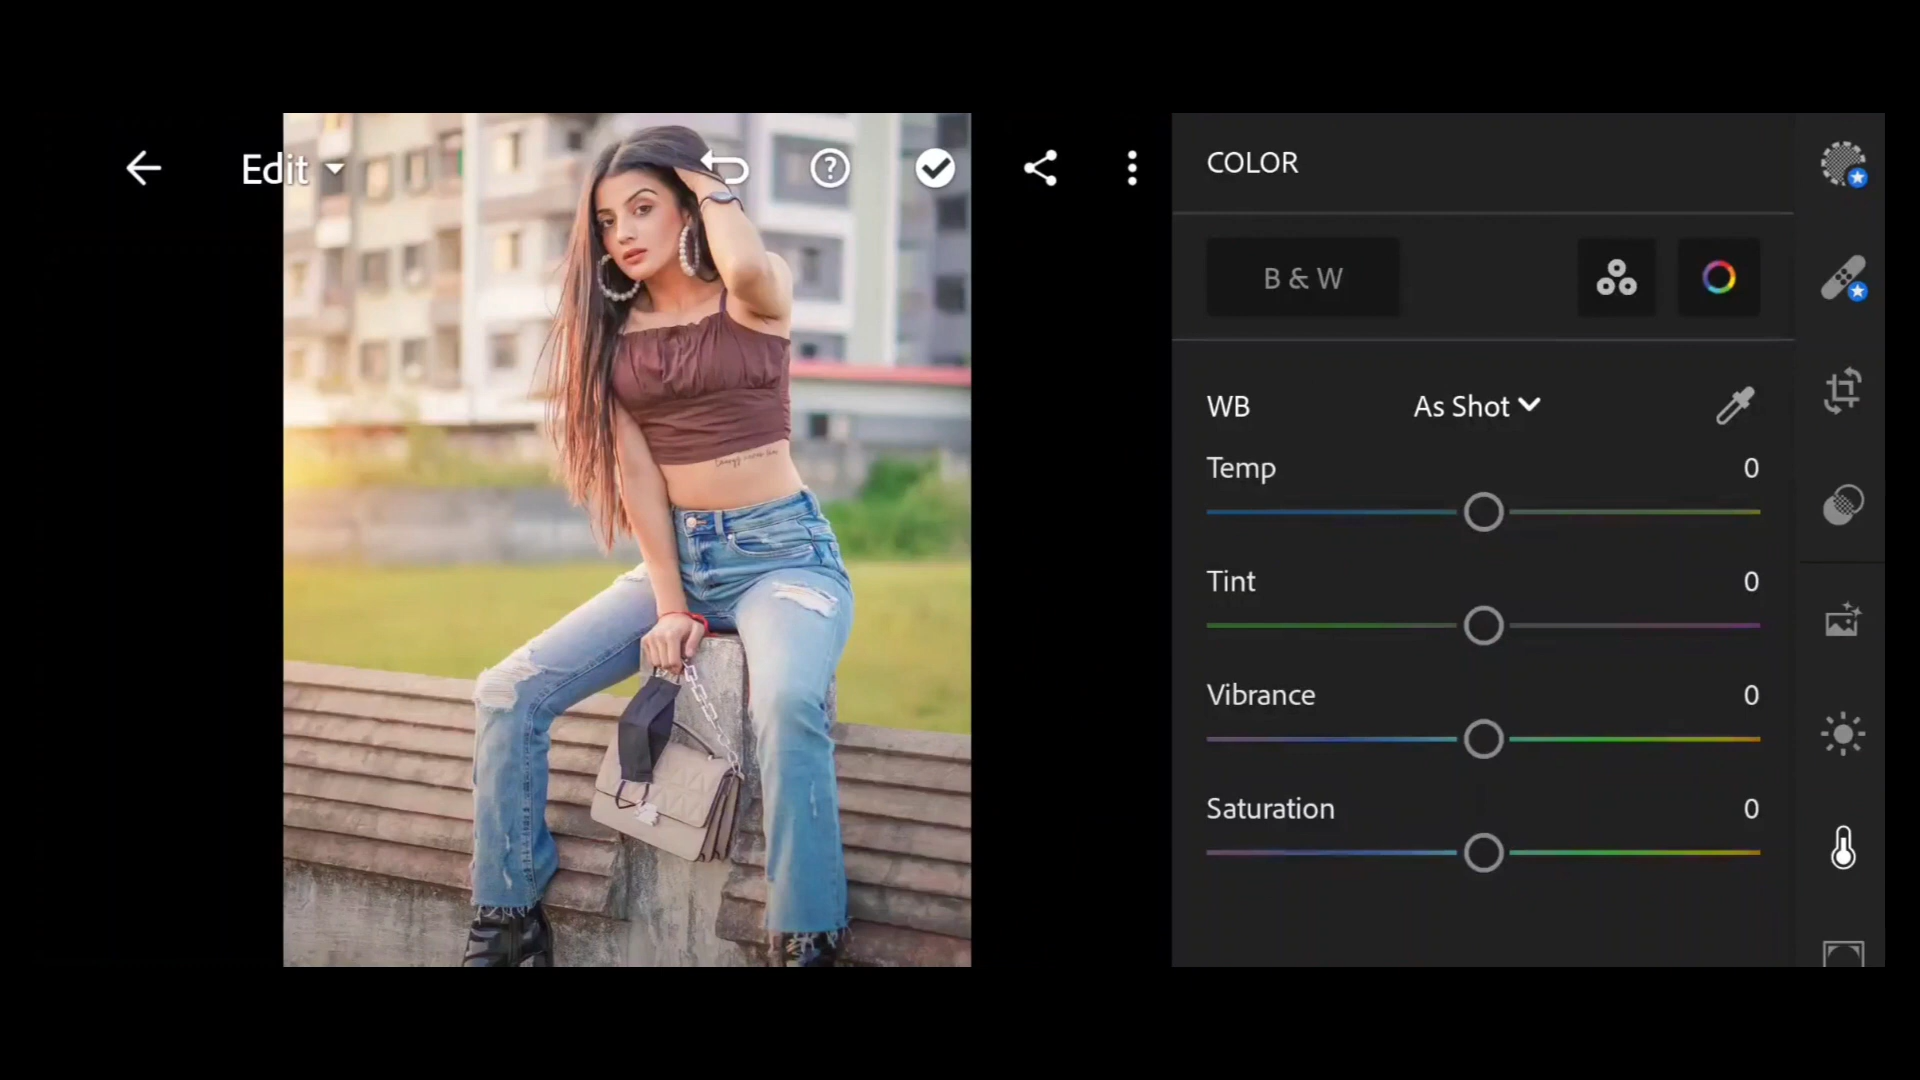 Edit
COLOR
B & W
WB As Shot
Temp 0
Tint 0
Vibrance 0
Saturation 0